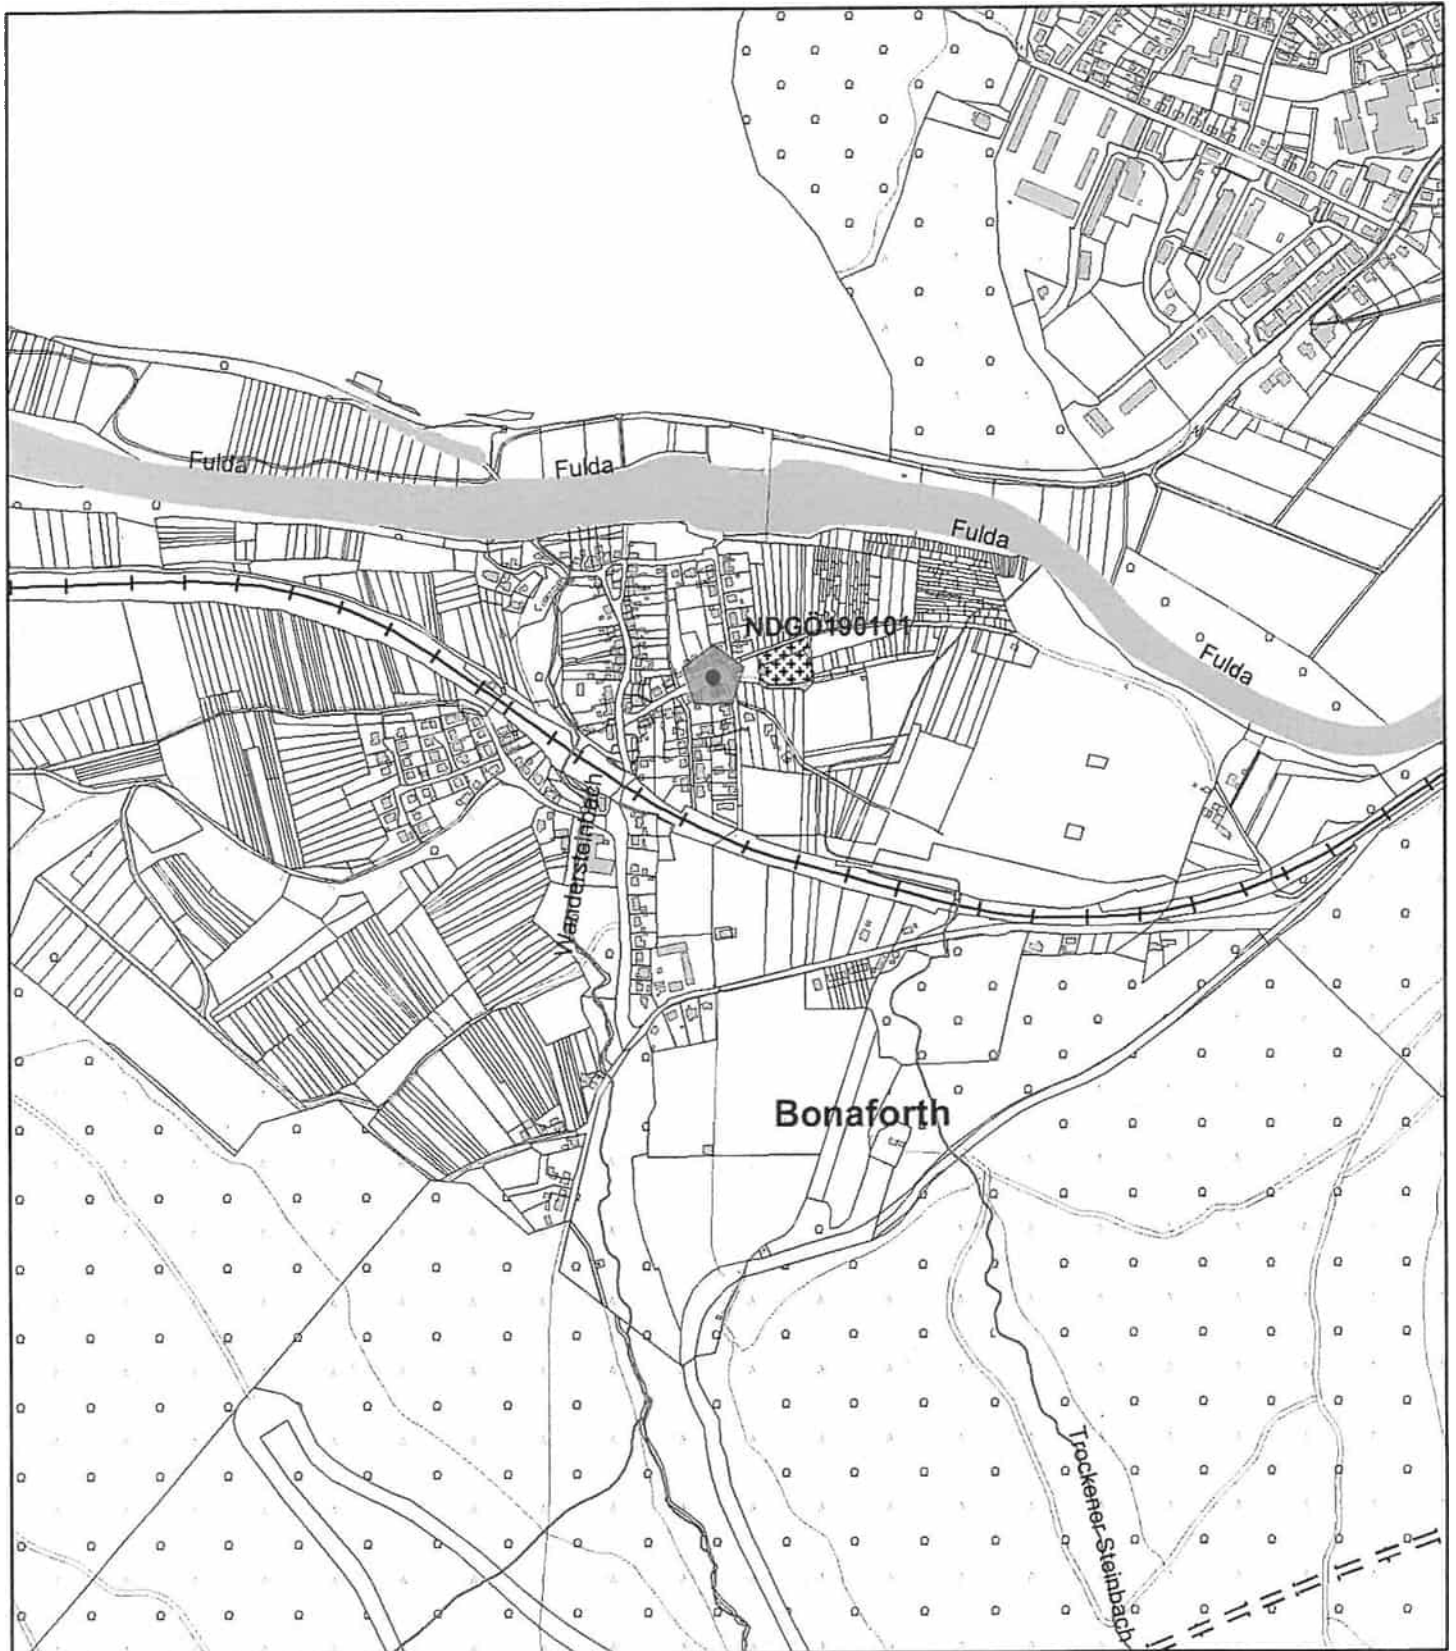 Fulda
Fulda
Fulda
NDGÖ190101
Fulda
Wandersteinbach
Bonaforth
Trockener Steinbach